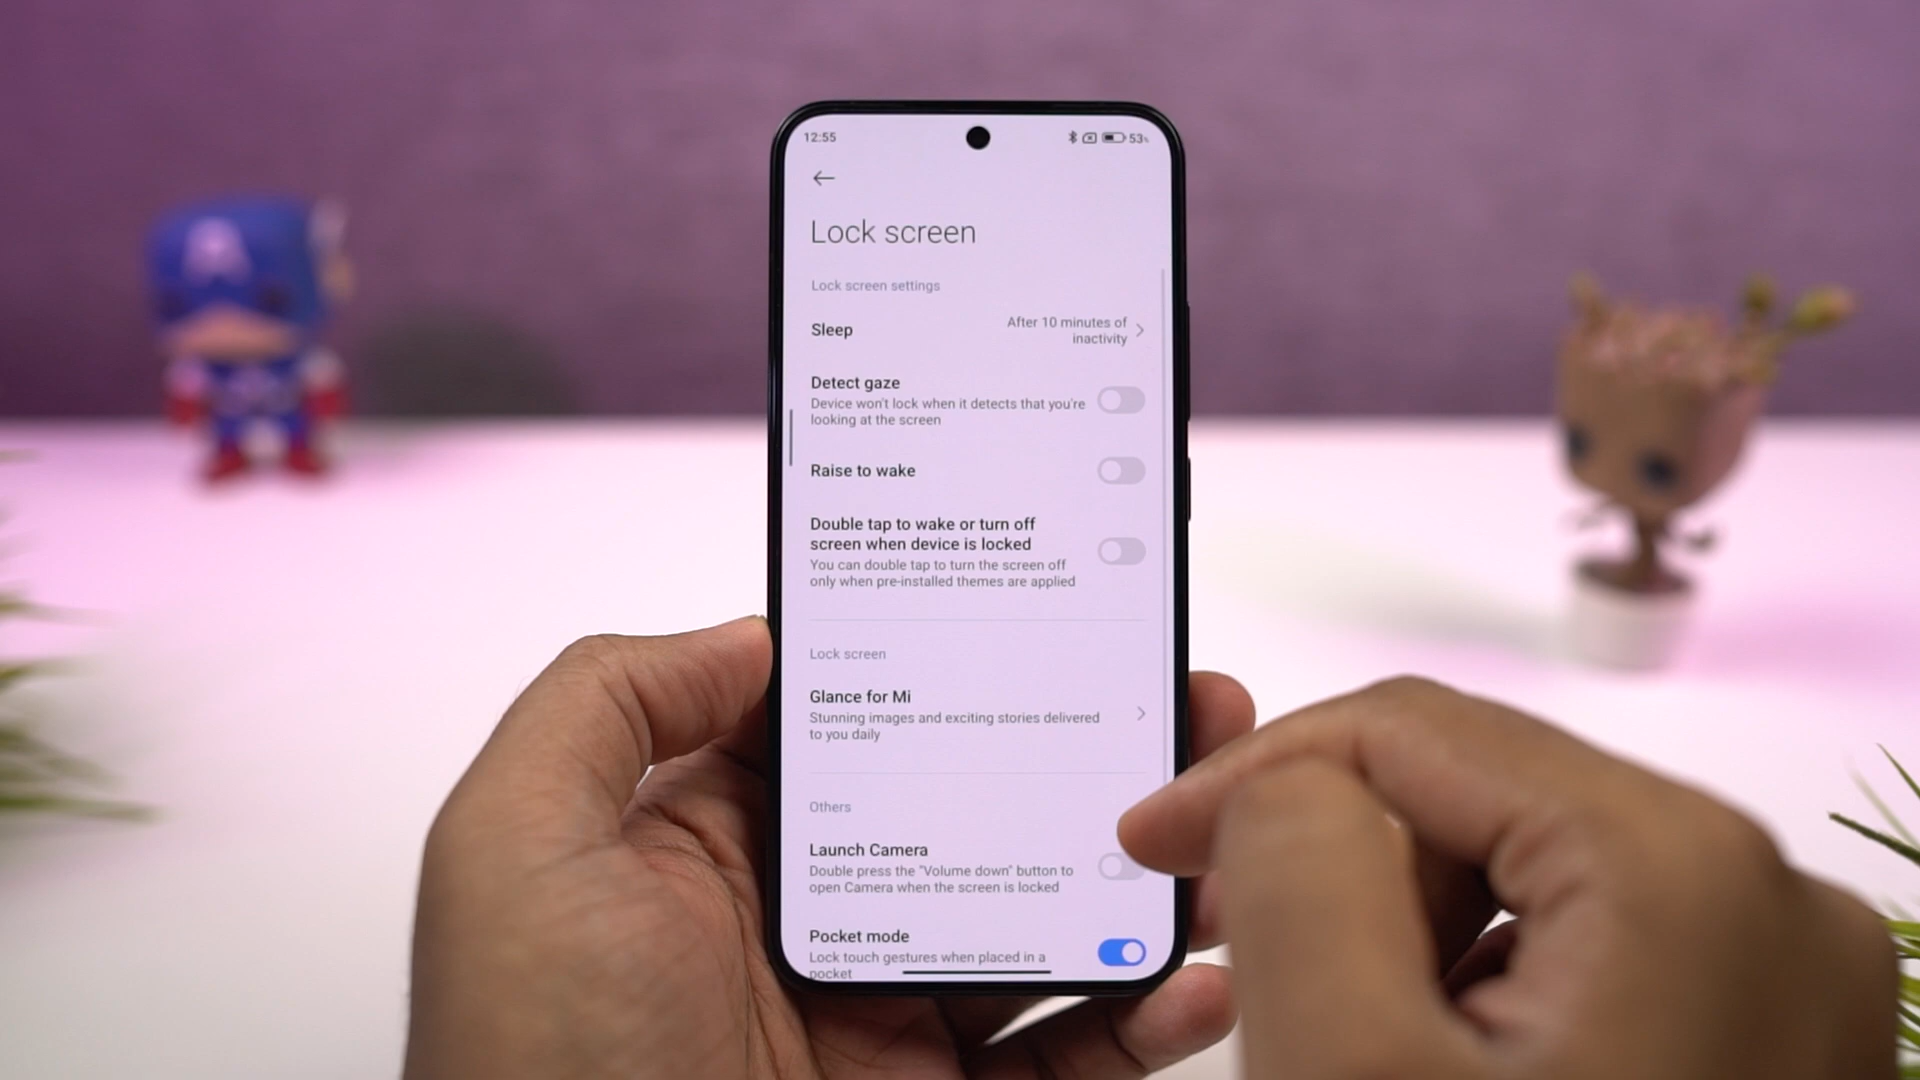 12:55
53%
Lock screen
Lock screen settings
Sleep
After 10 minutes of
inactivity
Detect gaze
Device won't lock when it detects that you're
looking at the screen
Raise to wake
Double tap to wake or turn off
screen when device is locked
You can double tap to turn the screen off
only when pre-installed themes are applied
Lock screen
Glance for Mi
Stunning images and exciting stories delivered
to you daily
Others
Launch Camera
Double press the "Volume down" button to
open Camera when the screen is locked
Pocket mode
Lock touch gestures when placed in a
pocket
A